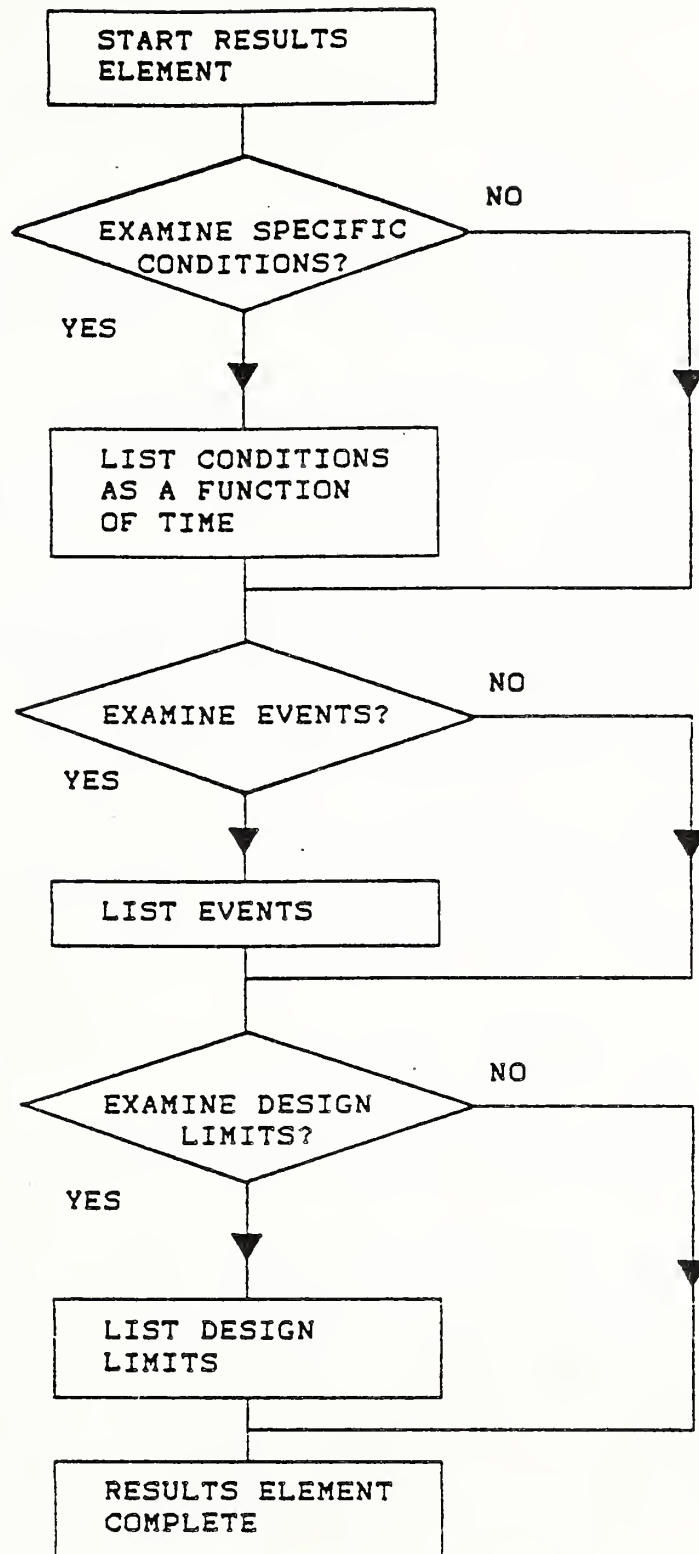 START RESULTS
ELEMENT
NO
EXAMINE SPECIFIC
CONDITIONS?
YES
LIST CONDITIONS
AS A FUNCTION
OF TIME
NO
EXAMINE EVENTS?
YES
LIST EVENTS
NO
EXAMINE DESIGN
LIMITS?
YES
LIST DESIGN
LIMITS
RESULTS ELEMENT
COMPLETE